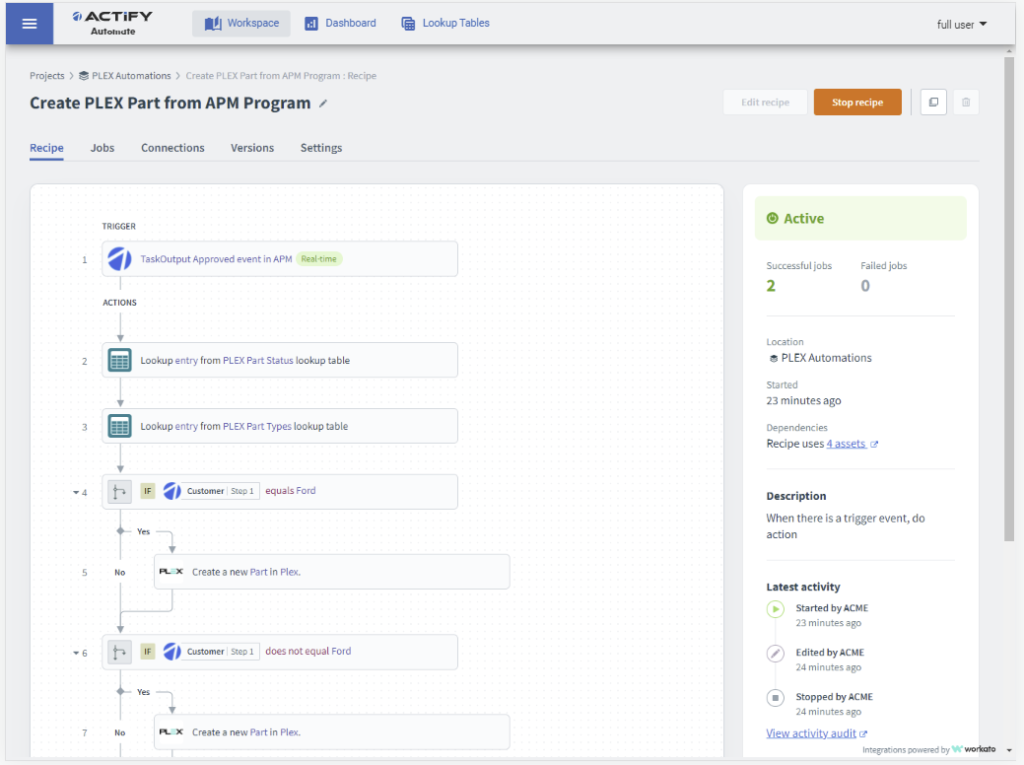 ACTiFY
Automate
Workspace
Dashboard
Lookup Tables
full user
Projects > PLEX Automations > Create PLEX Part from APM Program : Recipe
Create PLEX Part from APM Program
Edit recipe
Stop recipe
Recipe
Jobs
Connections
Versions
Settings
TRIGGER
1 TaskOutput Approved event in APM Real-time
ACTIONS
2 Lookup entry from PLEX Part Status lookup table
3 Lookup entry from PLEX Part Types lookup table
4 IF Customer Step 1 equals Ford
Yes
5 No PLEX Create a new Part in Plex.
6 IF Customer Step 1 does not equal Ford
Yes
7 No PLEX Create a new Part in Plex.
Active
Successful jobs Failed jobs
2 0
Location
PLEX Automations
Started
23 minutes ago
Dependencies
Recipe uses 4 assets
Description
When there is a trigger event, do
action
Latest activity
Started by ACME
23 minutes ago
Edited by ACME
24 minutes ago
Stopped by ACME
24 minutes ago
View activity audit
Integrations powered by workato